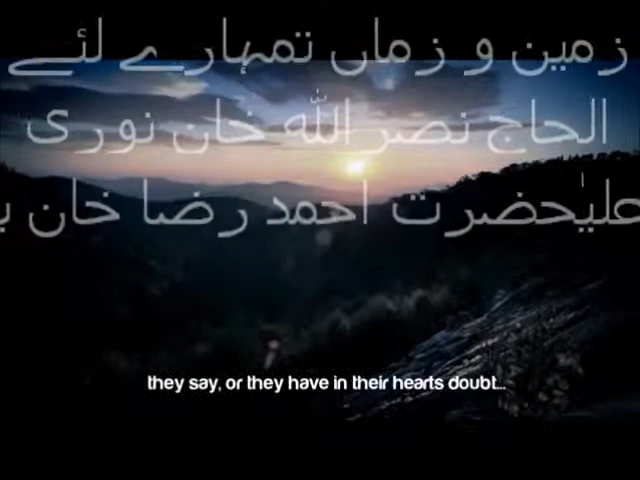 زمین و زماں تمہارے لئے
الحاج نصر اللّٰہ خان نوری
علیٰحضرت احمد رضا خان
they say, or they have in their hearts doubt...